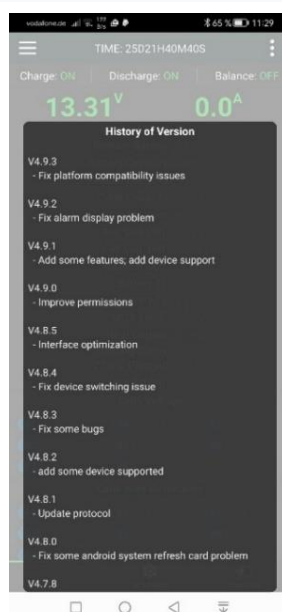 vodafone.de 65 % 11:29
TIME: 25D21H40M40S
Charge: ON Discharge: ON Balance: OFF
13.31V 0.0A
History of Version
V4.9.3
- Fix platform compatibility issues
V4.9.2
- Fix alarm display problem
V4.9.1
- Add some features; add device support
V4.9.0
- Improve permissions
V4.8.5
- Interface optimization
V4.8.4
- Fix device switching issue
V4.8.3
- Fix some bugs
V4.8.2
- add some device supported
V4.8.1
- Update protocol
V4.8.0
- Fix some android system refresh card problem
V4.7.8